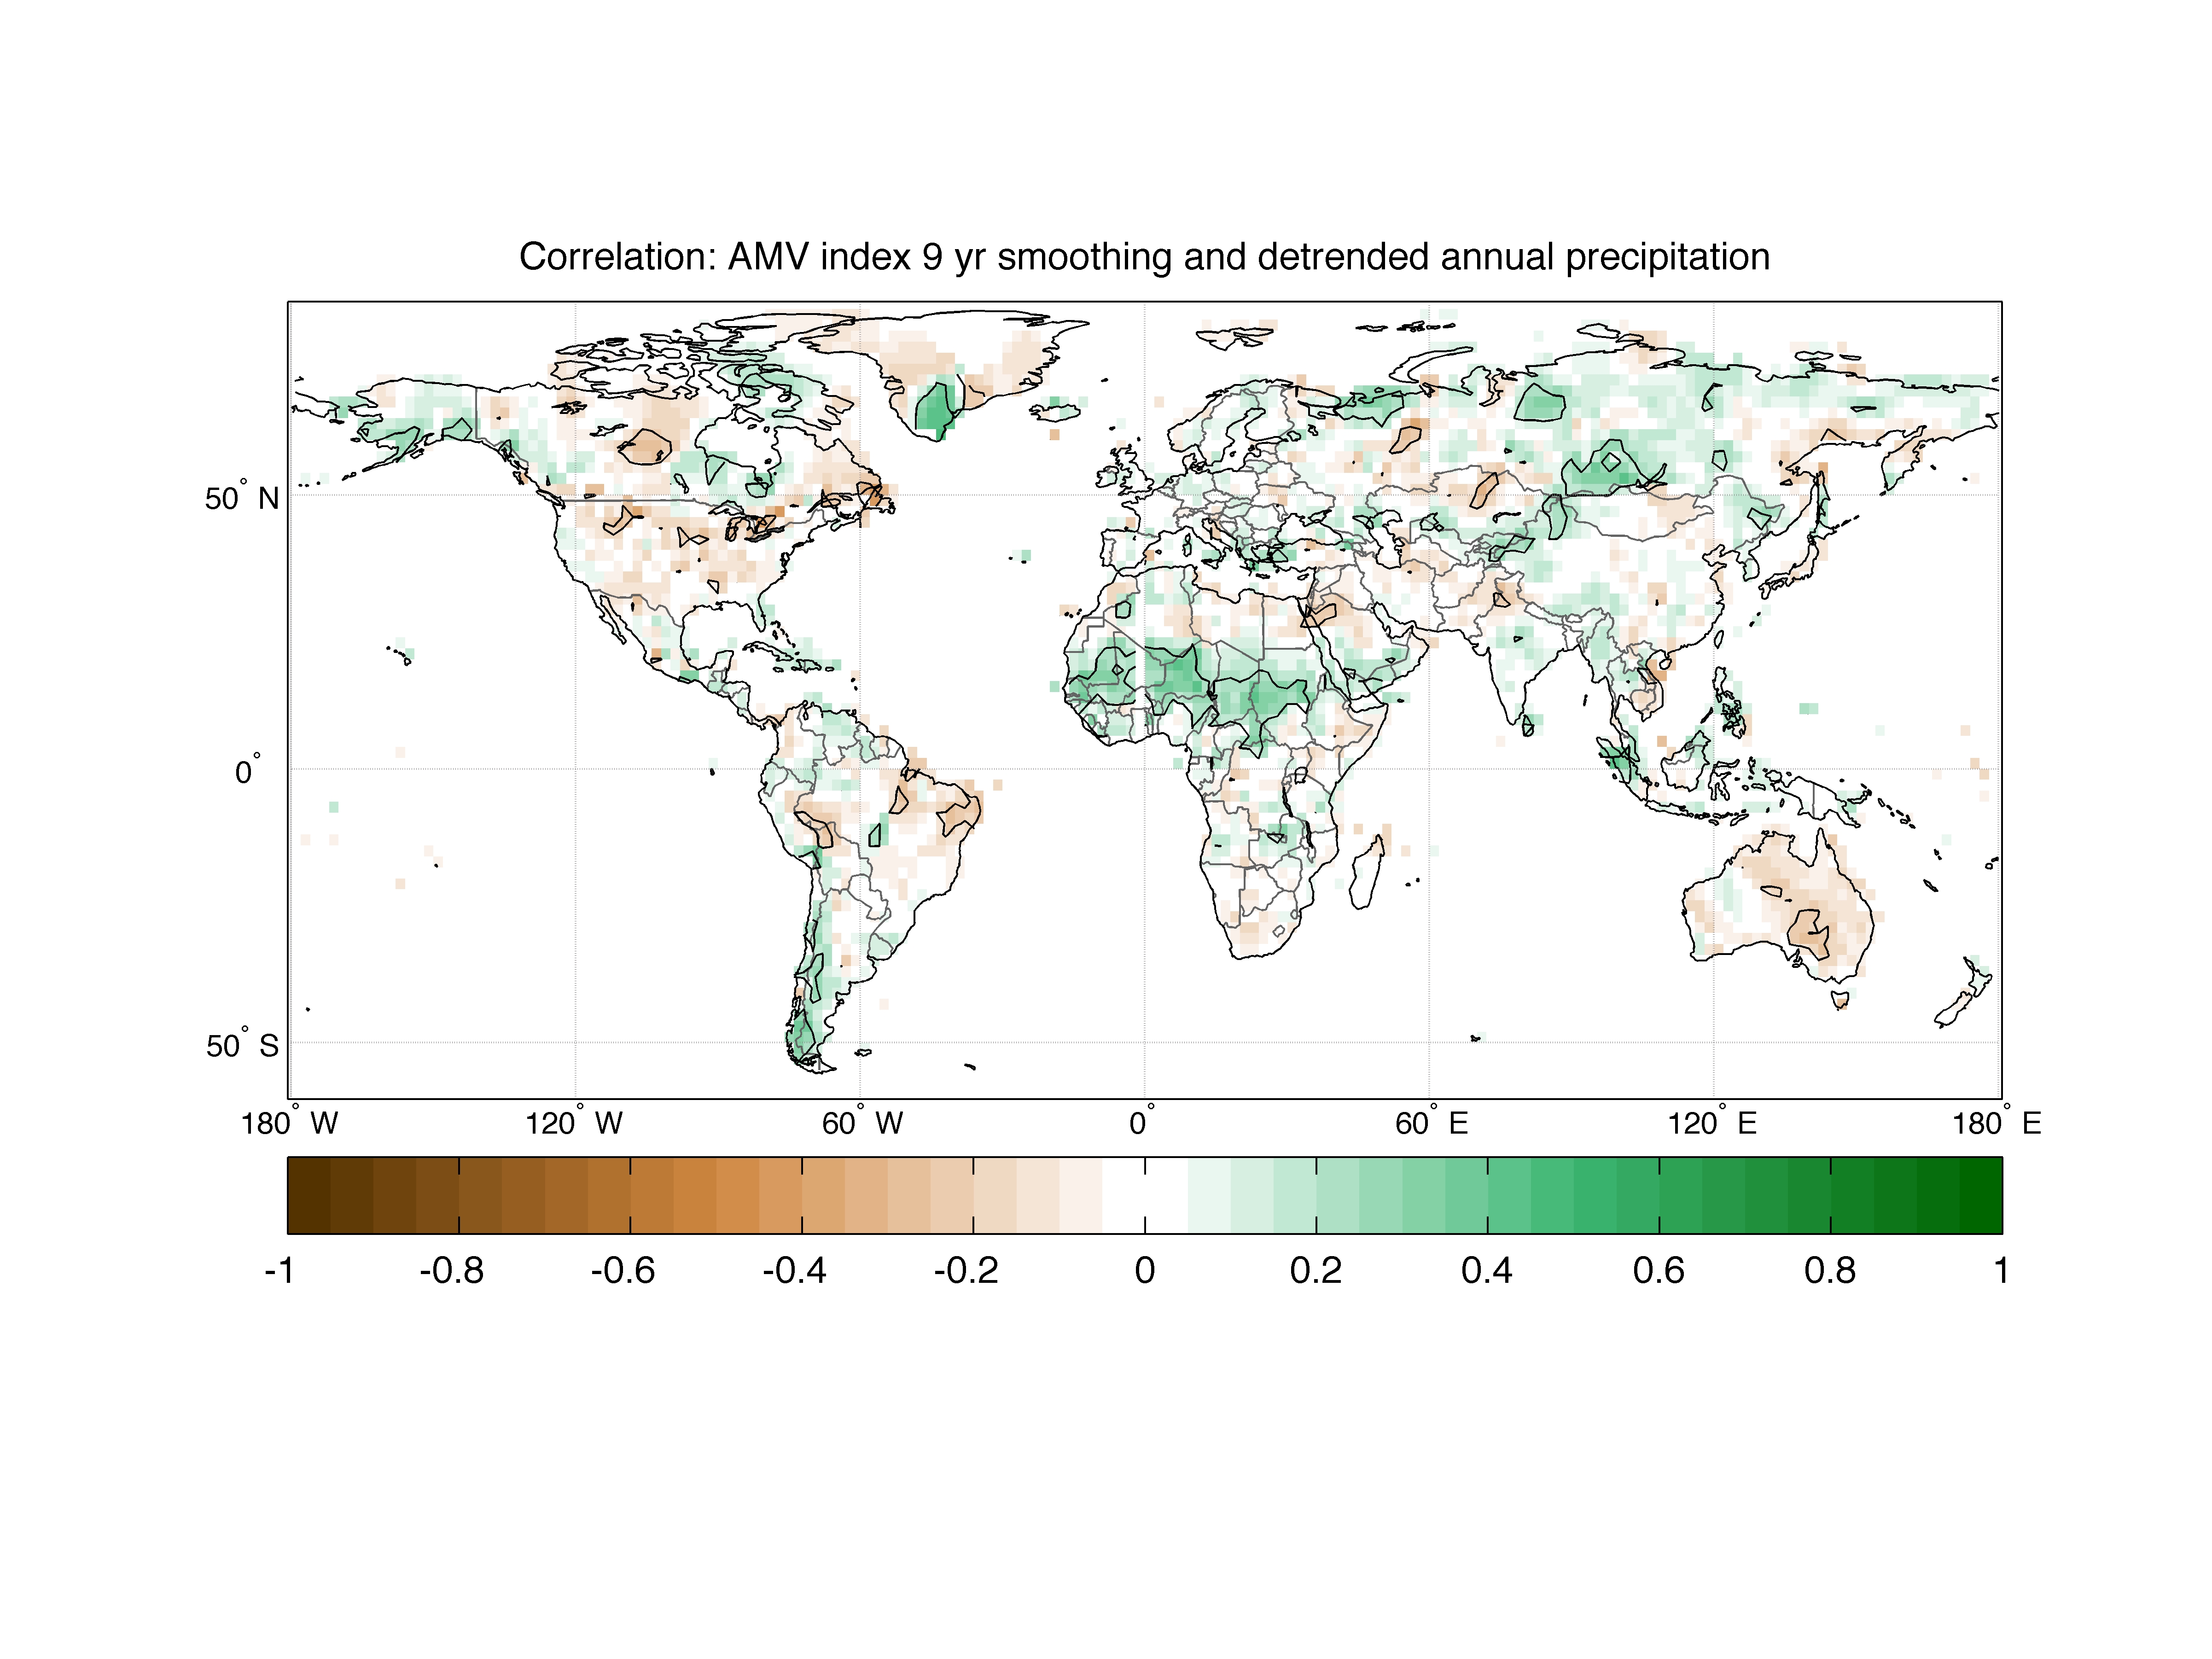 Correlation: AMV index 9 yr smoothing and detrended annual precipitation
50° N
0°
50° S
180° W 120° W 60° W 0° 60° E 120° E 180° E
-1 -0.8 -0.6 -0.4 -0.2 0 0.2 0.4 0.6 0.8 1